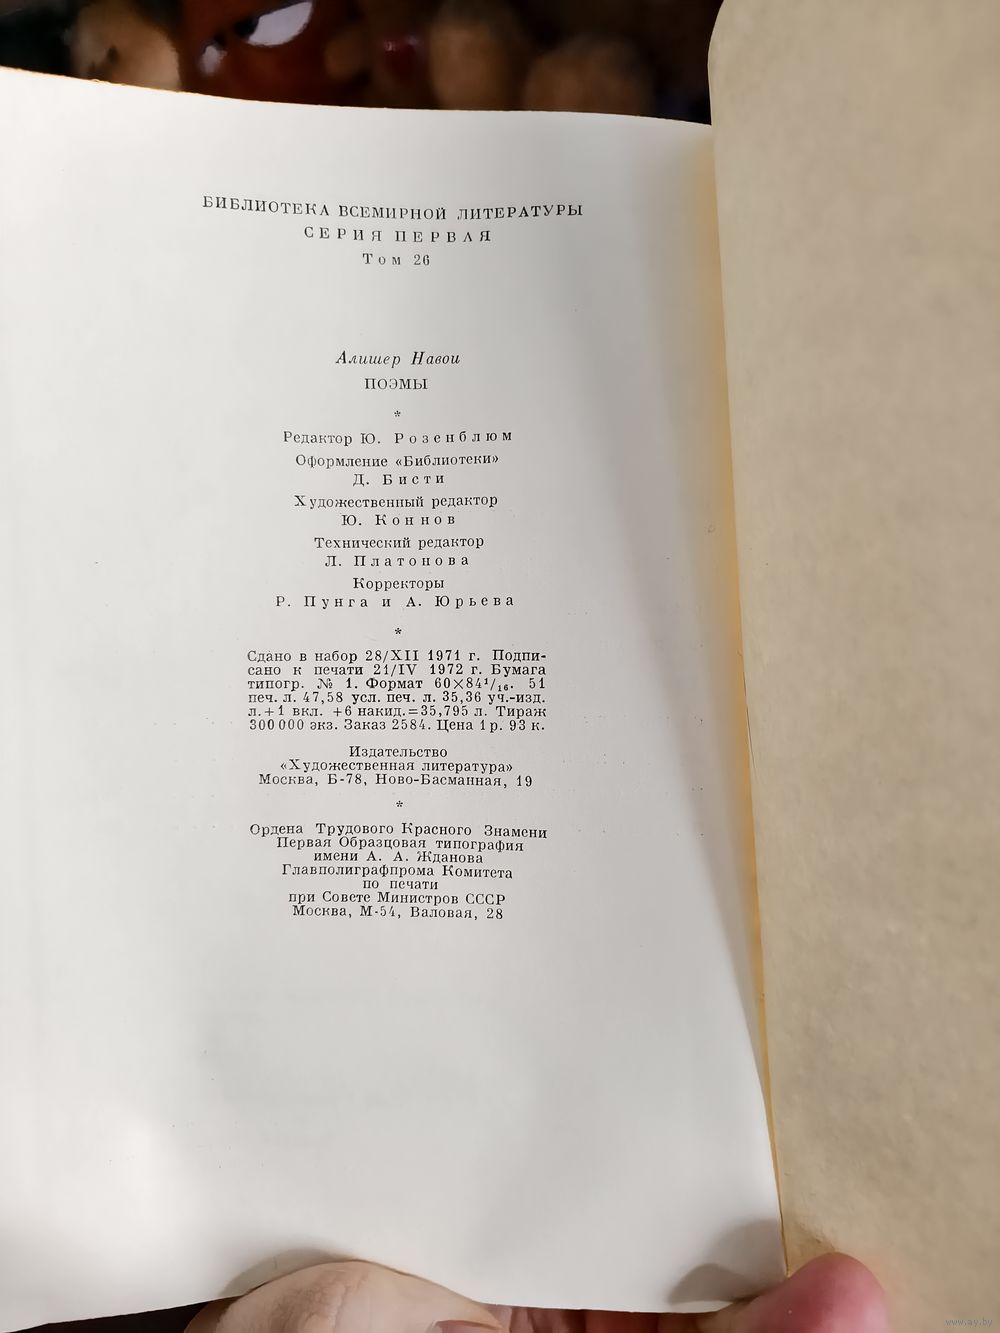 БИБЛИОТЕКА ВСЕМИРНОЙ ЛИТЕРАТУРЫ
СЕРИЯ ПЕРВАЯ
Том 26
Алишер Навои
ПОЭМЫ
*
Редактор Ю. Розенблюм
Оформление «Библиотеки»
Д. Бисти
Художественный редактор
Ю. Коннов
Технический редактор
Л. Платонова
Корректоры
Р. Пунга и А. Юрьева
*
Сдано в набор 28/XII 1971 г. Подпи-
сано к печати 21/IV 1972 г. Бумага
типогр. № 1. Формат 60×84¹/₁₆. 51
печ. л. 47,58 усл. печ. л. 35,36 уч.-изд.
л.+1 вкл. +6 накид.=35,795 л. Тираж
300 000 экз. Заказ 2584. Цена 1 р. 93 к.
Издательство
«Художественная литература»
Москва, Б-78, Ново-Басманная, 19
*
Ордена Трудового Красного Знамени
Первая Образцовая типография
имени А. А. Жданова
Главполиграфпрома Комитета
по печати
при Совете Министров СССР
Москва, М-54, Валовая, 28
www.ay.by